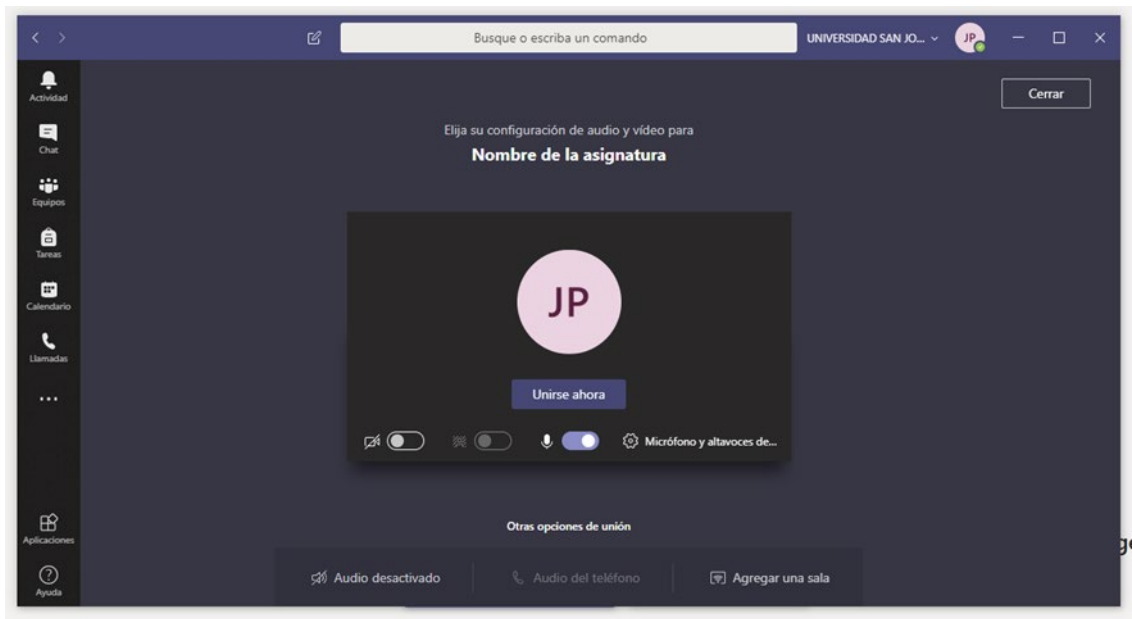 Busque o escriba un comando
UNIVERSIDAD SAN JO...
JP
Actividad
Chat
Equipos
Tareas
Calendario
Llamadas
Aplicaciones
Ayuda
Cerrar
Elija su configuración de audio y vídeo para
Nombre de la asignatura
JP
Unirse ahora
Micrófono y altavoces de...
Otras opciones de unión
Audio desactivado
Audio del teléfono
Agregar una sala